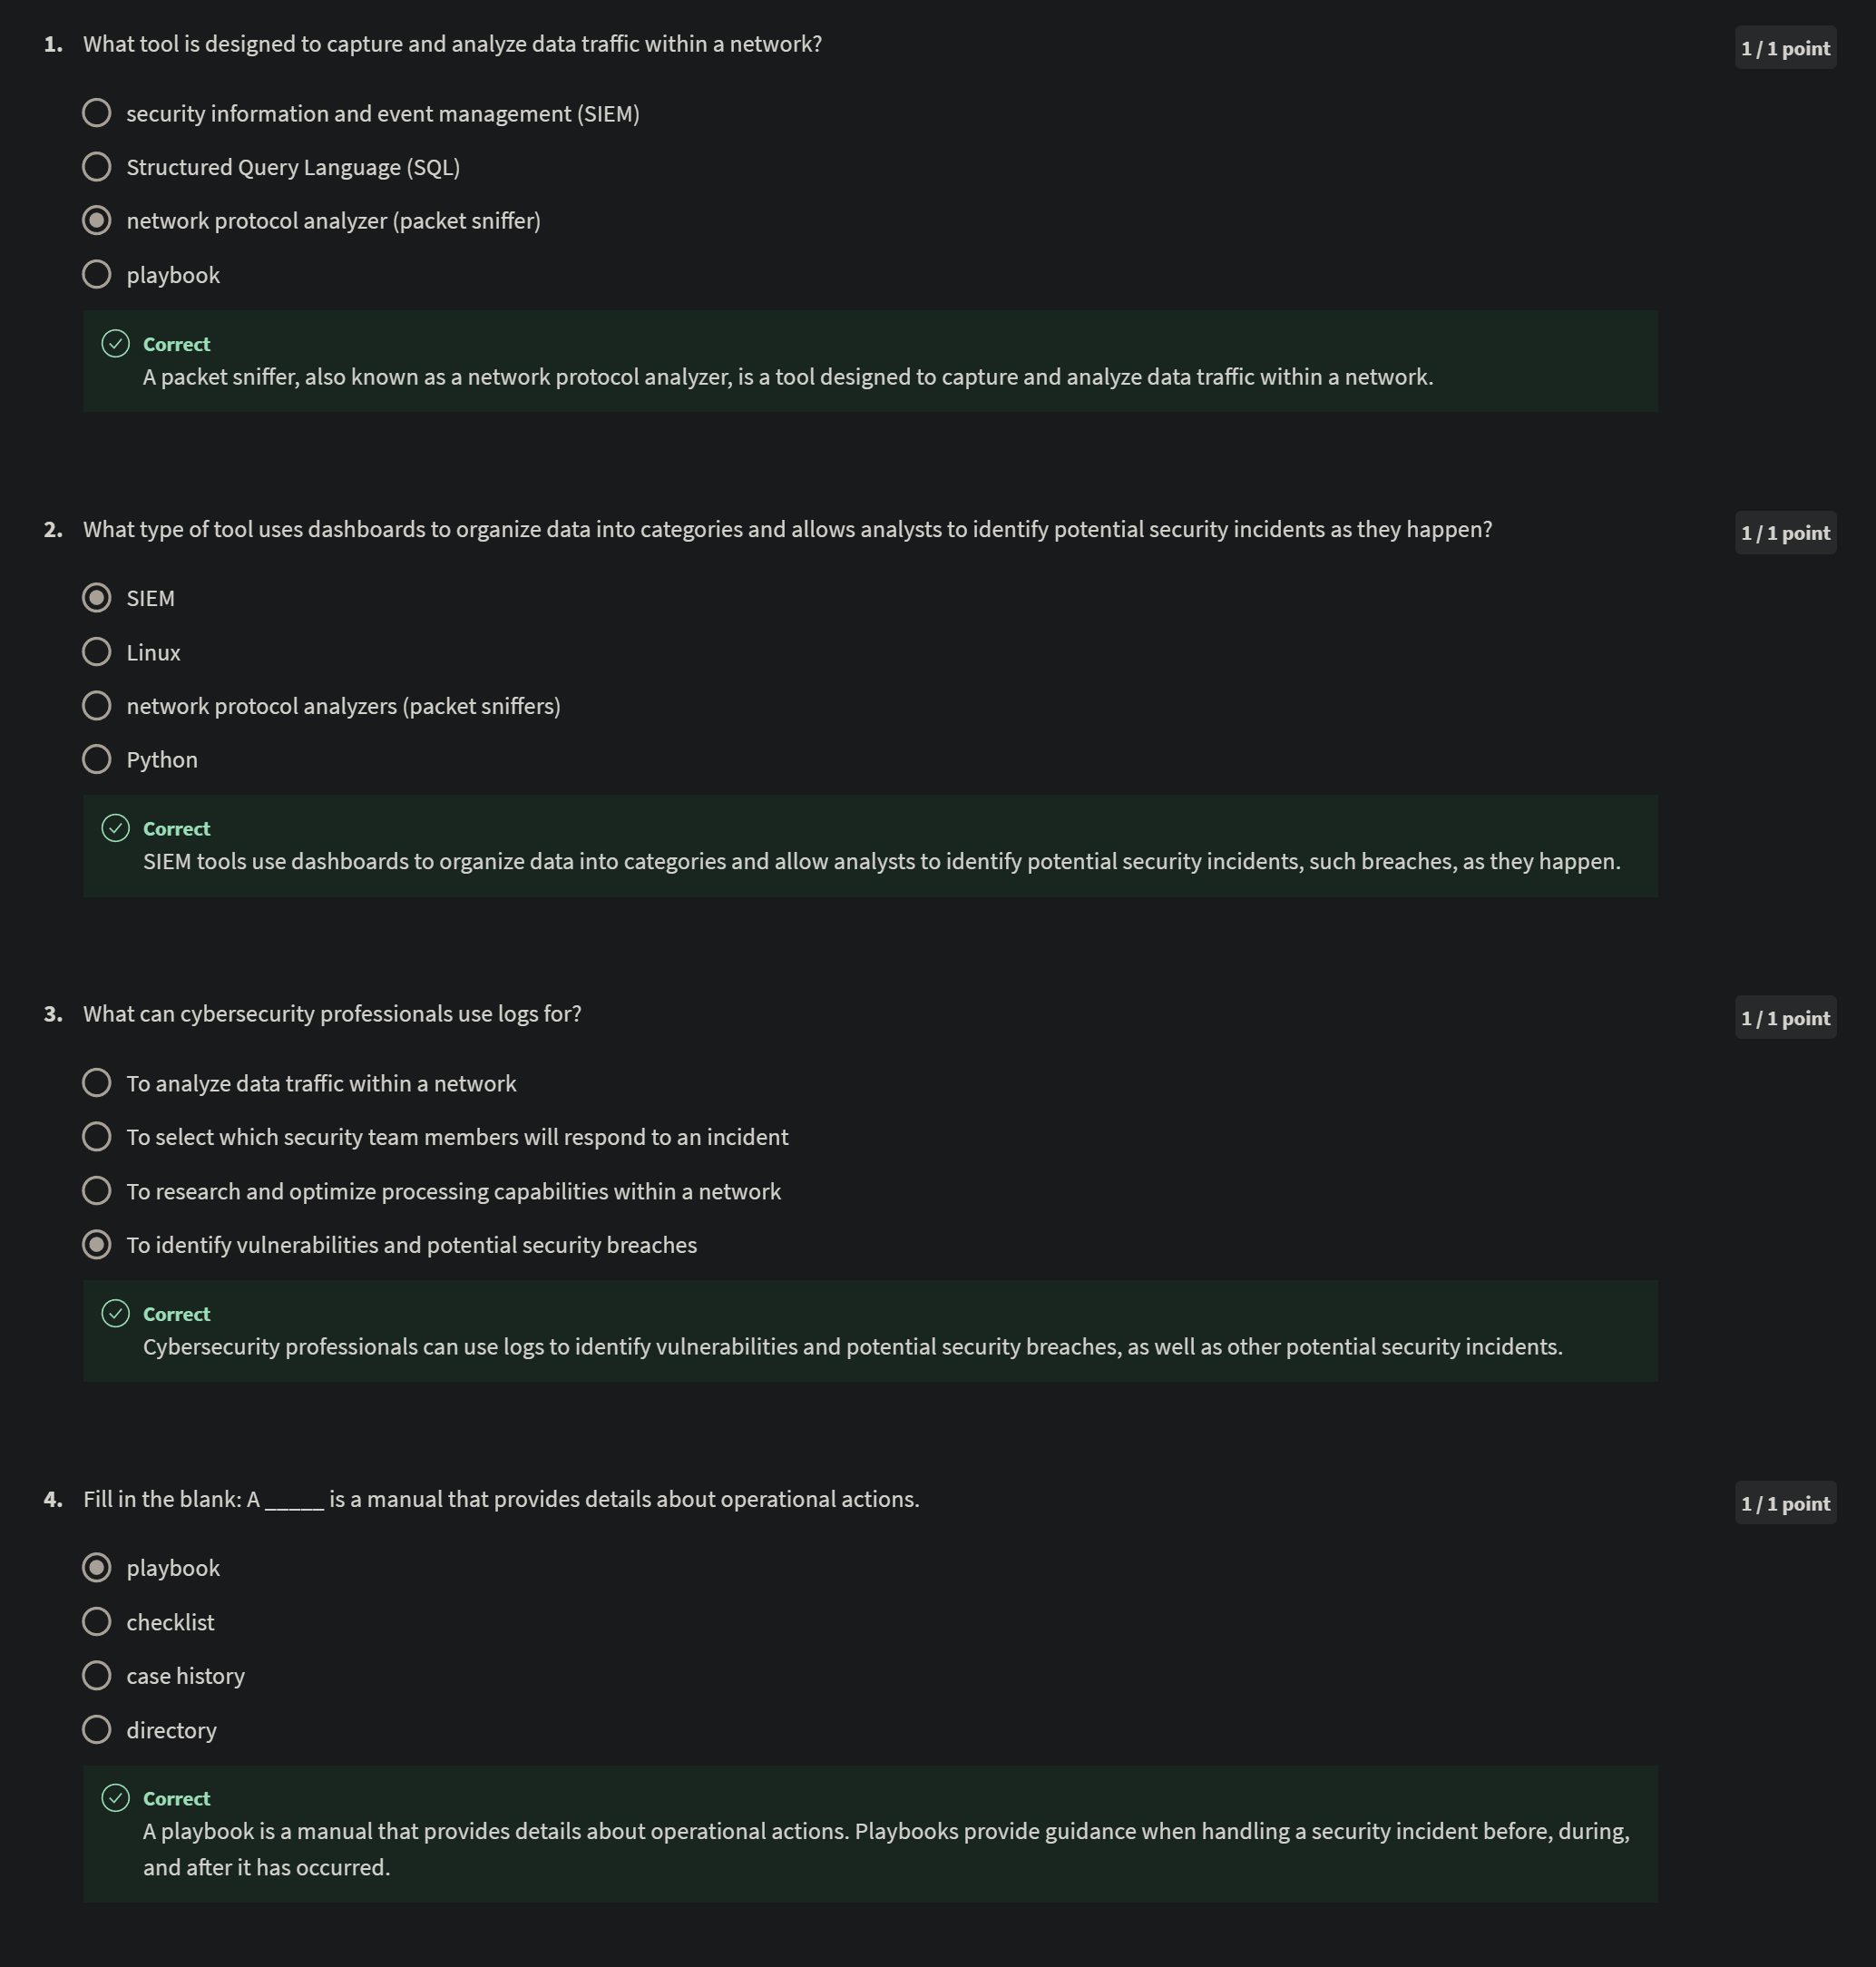 1. What tool is designed to capture and analyze data traffic within a network?
1 / 1 point
security information and event management (SIEM)
Structured Query Language (SQL)
network protocol analyzer (packet sniffer)
playbook
Correct
A packet sniffer, also known as a network protocol analyzer, is a tool designed to capture and analyze data traffic within a network.
2. What type of tool uses dashboards to organize data into categories and allows analysts to identify potential security incidents as they happen?
1 / 1 point
SIEM
Linux
network protocol analyzers (packet sniffers)
Python
Correct
SIEM tools use dashboards to organize data into categories and allow analysts to identify potential security incidents, such breaches, as they happen.
3. What can cybersecurity professionals use logs for?
1 / 1 point
To analyze data traffic within a network
To select which security team members will respond to an incident
To research and optimize processing capabilities within a network
To identify vulnerabilities and potential security breaches
Correct
Cybersecurity professionals can use logs to identify vulnerabilities and potential security breaches, as well as other potential security incidents.
4. Fill in the blank: A _____ is a manual that provides details about operational actions.
1 / 1 point
playbook
checklist
case history
directory
Correct
A playbook is a manual that provides details about operational actions. Playbooks provide guidance when handling a security incident before, during,
and after it has occurred.